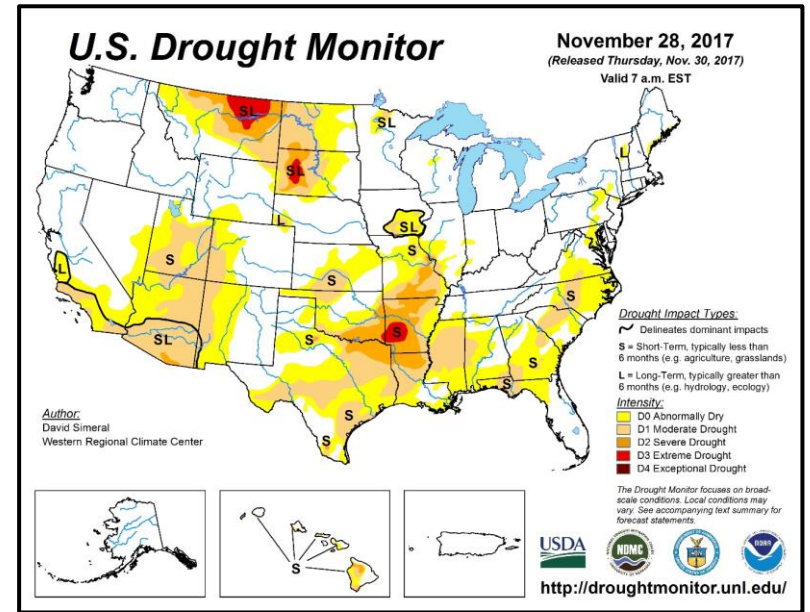 U.S. Drought Monitor
November 28, 2017
(Released Thursday, Nov. 30, 2017)
Valid 7 a.m. EST
SL
SL
SL
L
L
SL
S
S
S
L
SL
S
S
S
S
S
S
S
S
Drought Impact Types:
Delineates dominant impacts
S = Short-Term, typically less than
6 months (e.g. agriculture, grasslands)
L = Long-Term, typically greater than
6 months (e.g. hydrology, ecology)
Intensity:
D0 Abnormally Dry
D1 Moderate Drought
D2 Severe Drought
D3 Extreme Drought
D4 Exceptional Drought
Author:
David Simeral
Western Regional Climate Center
The Drought Monitor focuses on broad-
scale conditions. Local conditions may
vary. See accompanying text summary for
forecast statements.
S
USDA
NDMC
NOAA
http://droughtmonitor.unl.edu/